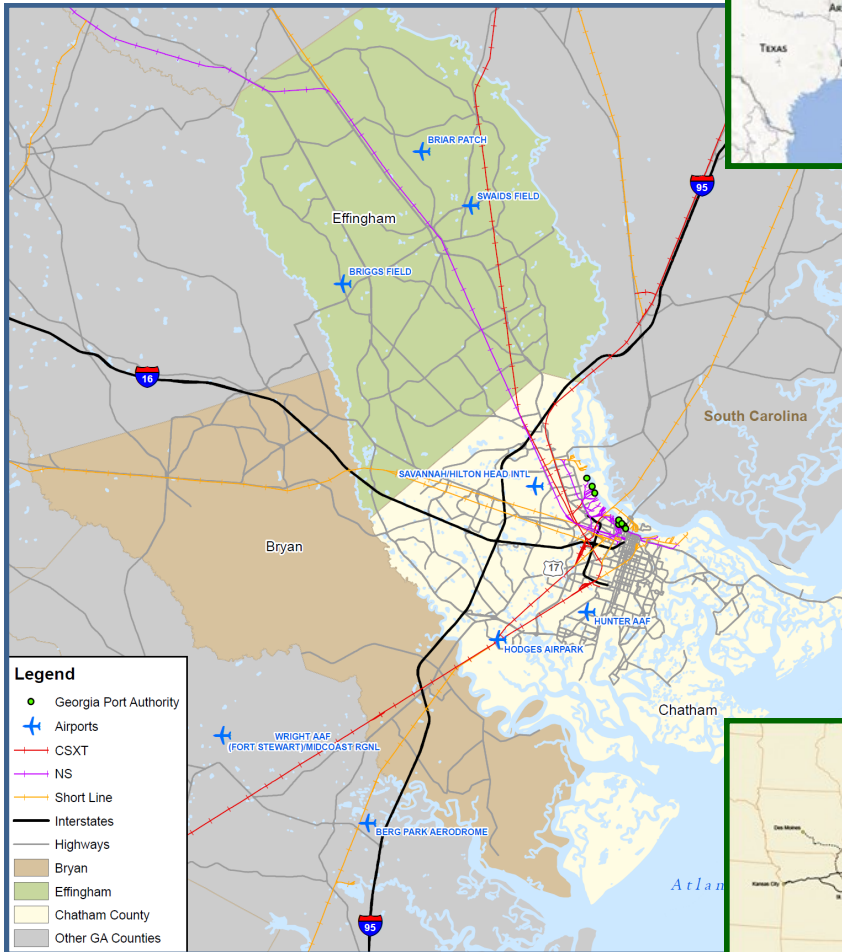 AR
TEXAS
95
BRIAR PATCH
SWAIDS FIELD
Effingham
BRIGGS FIELD
16
South Carolina
SAVANNAH/HILTON HEAD INTL
Bryan
17
HUNTER AAF
HODGES AIRPARK
Chatham
WRIGHT AAF
(FORT STEWART)/MIDCOAST RGNL
BERG PARK AERODROME
95
Atlan
Des Moines
Kansas City
St
Legend
Georgia Port Authority
Airports
CSXT
NS
Short Line
Interstates
Highways
Bryan
Effingham
Chatham County
Other GA Counties